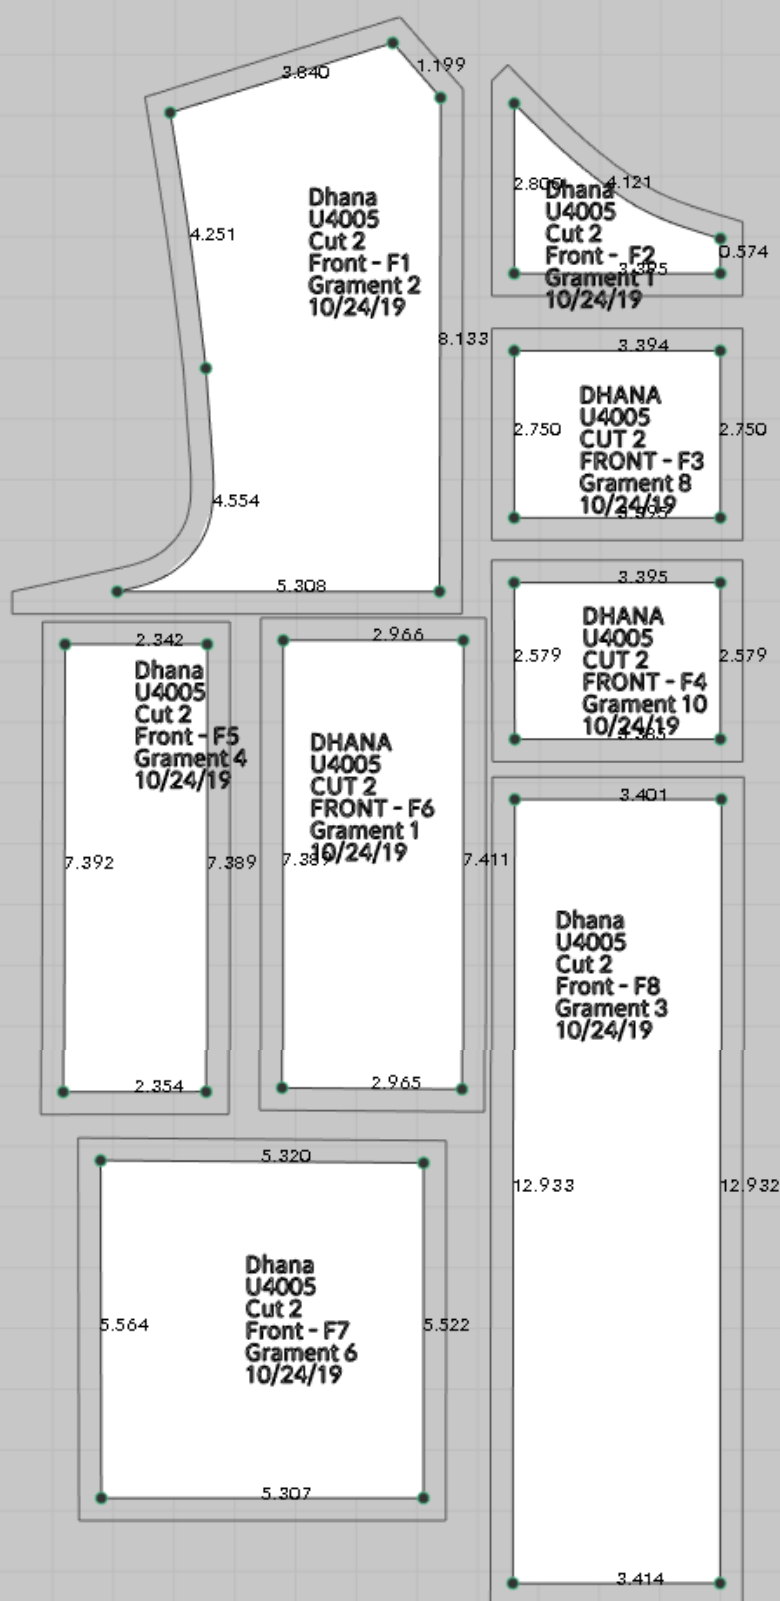 3.840
1.199
Dhana
U4005
Cut 2
Front - F1
Grament 2
10/24/19
4.251
8.133
4.554
5.308
2.800
4.121
Dhana
U4005
Cut 2
Front - F2
Grament 1
10/24/19
0.574
3.394
DHANA
U4005
CUT 2
FRONT - F3
Grament 8
10/24/19
2.750
2.750
3.395
DHANA
U4005
CUT 2
FRONT - F4
Grament 10
10/24/19
2.579
2.579
2.342
Dhana
U4005
Cut 2
Front - F5
Grament 4
10/24/19
7.392
7.389
2.354
2.966
DHANA
U4005
CUT 2
FRONT - F6
Grament 1
10/24/19
7.411
2.965
3.401
Dhana
U4005
Cut 2
Front - F8
Grament 3
10/24/19
12.933
12.932
3.414
5.320
Dhana
U4005
Cut 2
Front - F7
Grament 6
10/24/19
5.564
5.522
5.307